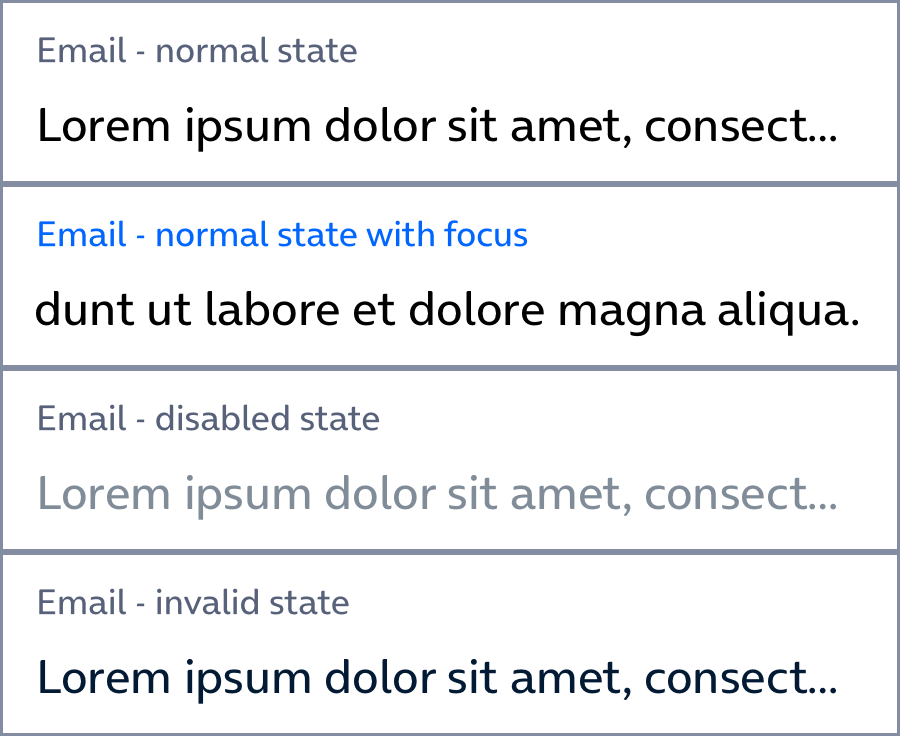 Email - normal state
Lorem ipsum dolor sit amet, consect...
Email - normal state with focus
dunt ut labore et dolore magna aliqua.
Email - disabled state
Lorem ipsum dolor sit amet, consect...
Email - invalid state
Lorem ipsum dolor sit amet, consect...